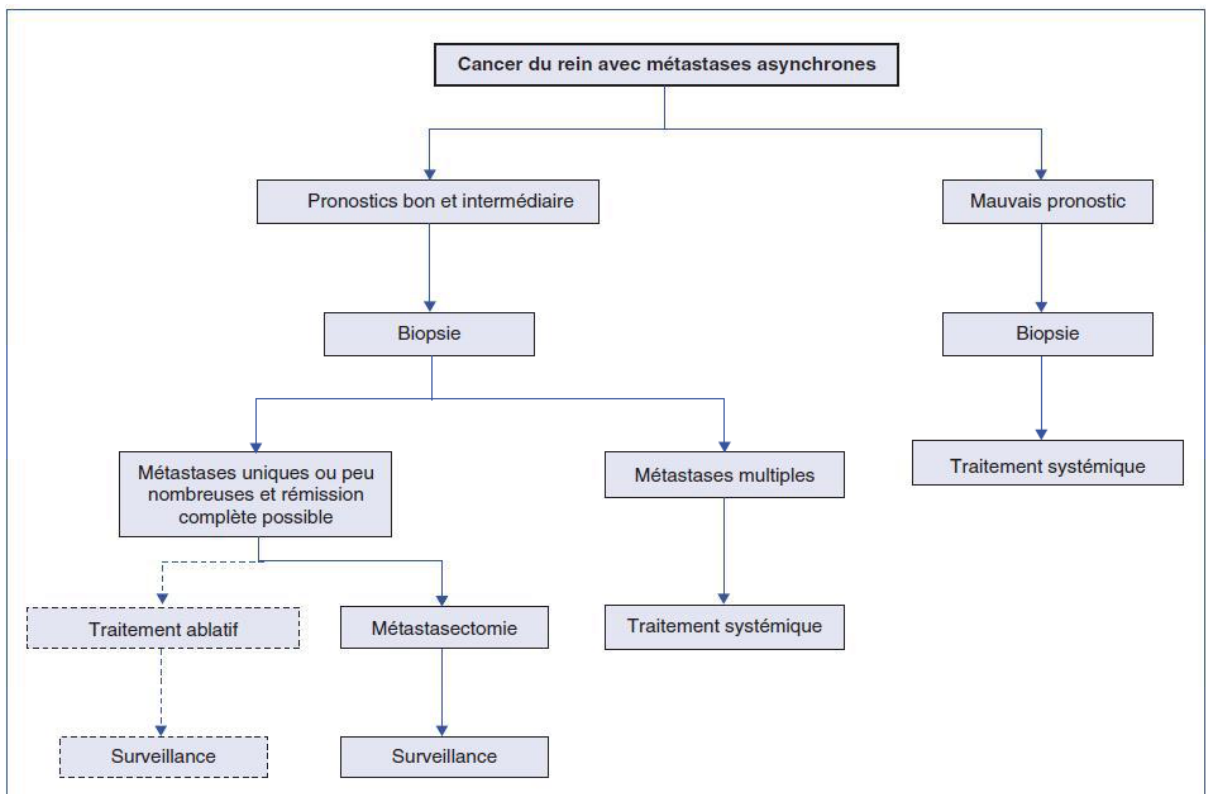 Cancer du rein avec métastases asynchrones
Pronostics bon et intermédiaire
Mauvais pronostic
Biopsie
Biopsie
Métastases uniques ou peu
nombreuses et rémission
complète possible
Métastases multiples
Traitement systémique
Traitement ablatif
Métastasectomie
Traitement systémique
Surveillance
Surveillance